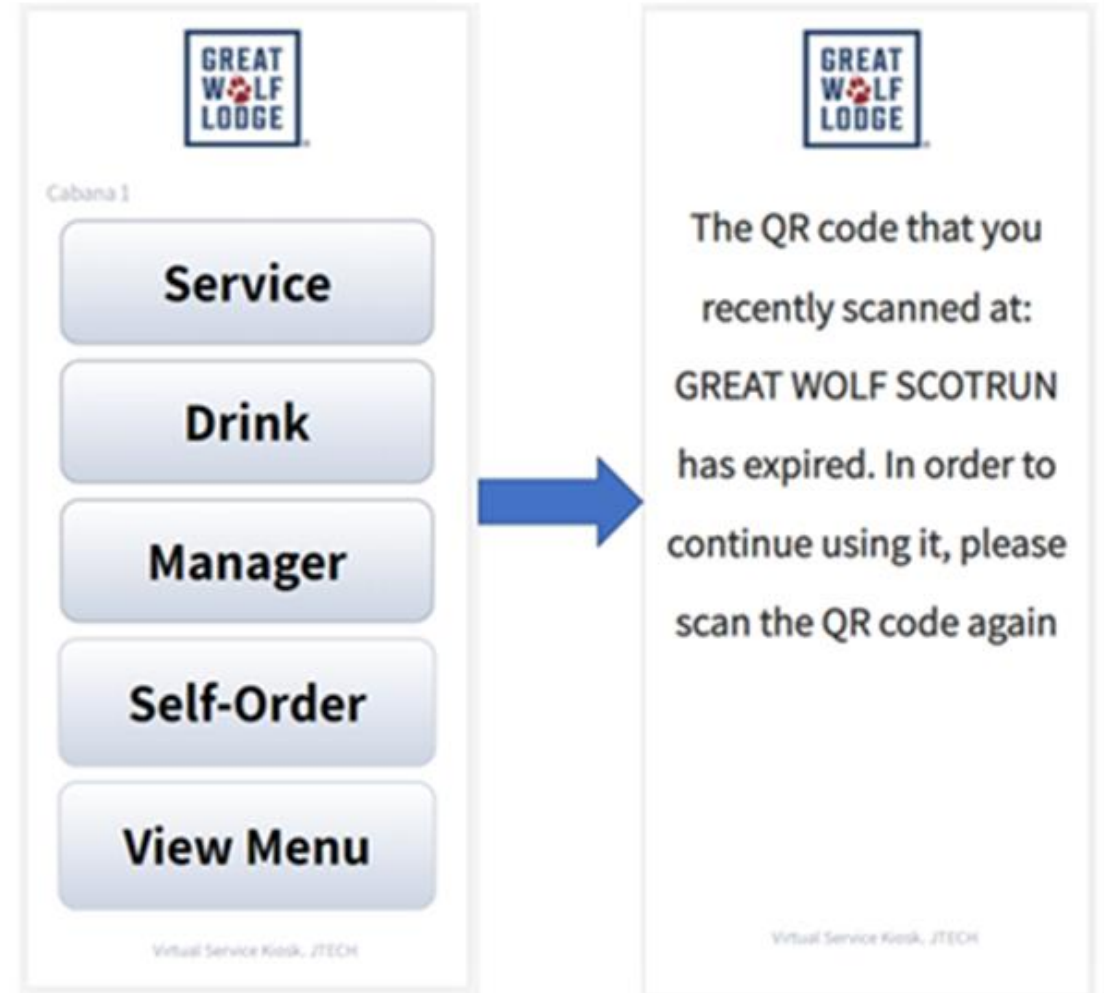 GREAT
WOLF
LODGE
Cabana 1
Service
Drink
Manager
Self-Order
View Menu
Virtual Service Kiosk, JTECH
GREAT
WOLF
LODGE
The QR code that you
recently scanned at:
GREAT WOLF SCOTRUN
has expired. In order to
continue using it, please
scan the QR code again
Virtual Service Kiosk, JTECH